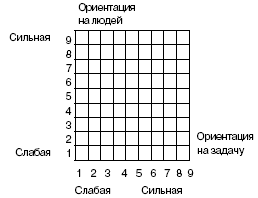 Ориентация
на людей
Сильная
9
8
7
6
5
4
3
2
Слабая 1
Ориентация
на задачу
1 2 3 4 5 6 7 8 9
Слабая Сильная